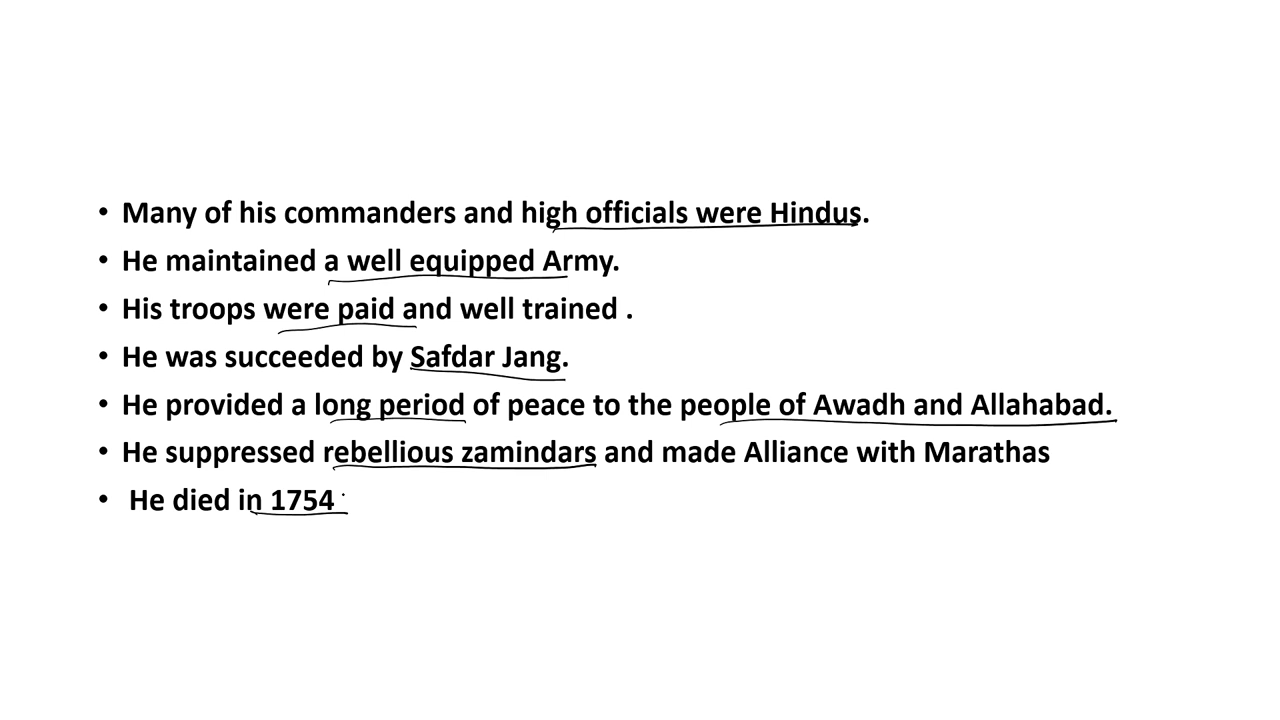 • Many of his commanders and high officials were Hindus.
• He maintained a well equipped Army.
• His troops were paid and well trained .
• He was succeeded by Safdar Jang.
• He provided a long period of peace to the people of Awadh and Allahabad.
• He suppressed rebellious zamindars and made Alliance with Marathas
• He died in 1754